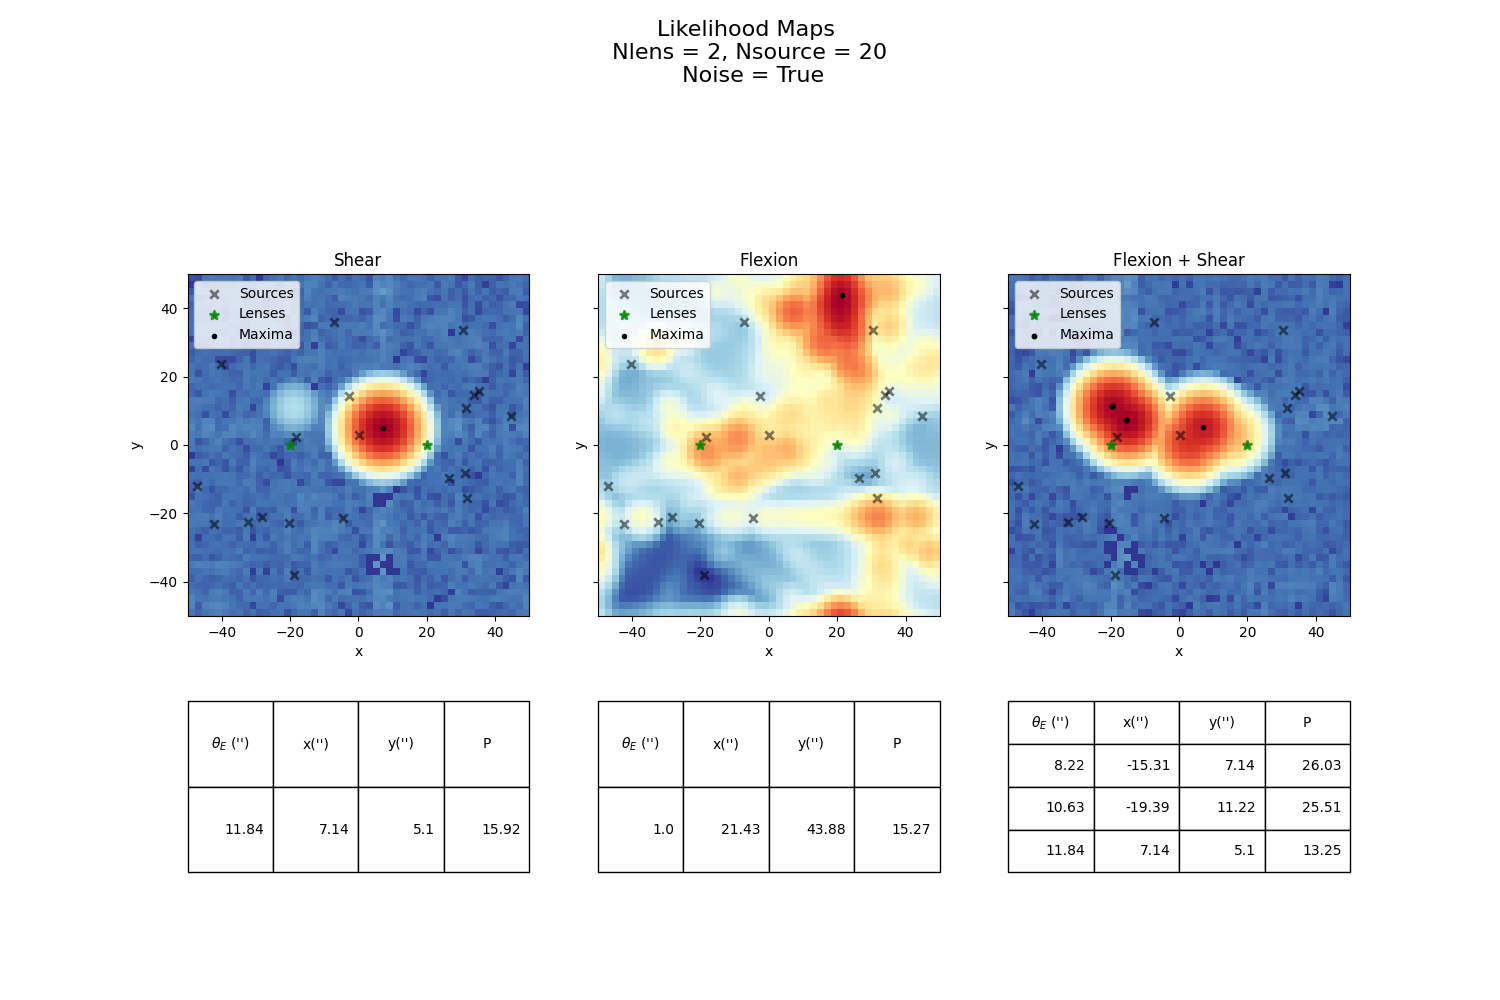 Likelihood Maps
Nlens = 2, Nsource = 20
Noise = True
Shear
Flexion
Flexion + Shear
Sources
Lenses
Maxima
Sources
Lenses
Maxima
Sources
Lenses
Maxima
40
20
0
−20
−40
y
y
y
−40 −20 0 20 40
x
−40 −20 0 20 40
x
−40 −20 0 20 40
x
θE ('') x('') y('') P
11.84 7.14 5.1 15.92
θE ('') x('') y('') P
1.0 21.43 43.88 15.27
θE ('') x('') y('') P
8.22 -15.31 7.14 26.03
10.63 -19.39 11.22 25.51
11.84 7.14 5.1 13.25